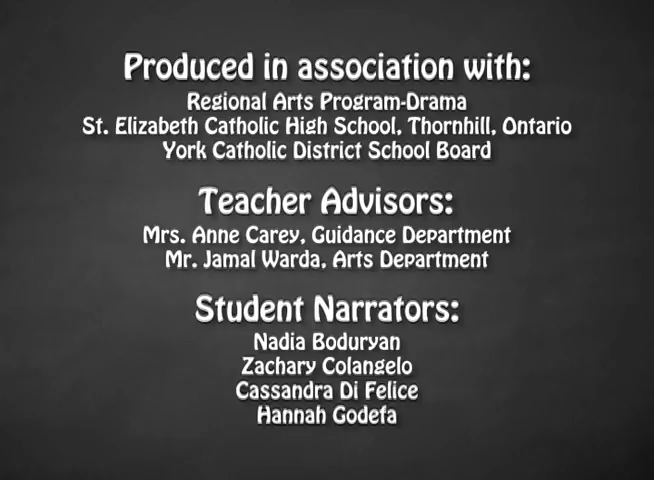 Produced in association with:
Regional Arts Program-Drama
St. Elizabeth Catholic High School, Thornhill, Ontario
York Catholic District School Board
Teacher Advisors:
Mrs. Anne Carey, Guidance Department
Mr. Jamal Warda, Arts Department
Student Narrators:
Nadia Boduryan
Zachary Colangelo
Cassandra Di Felice
Hannah Godefa